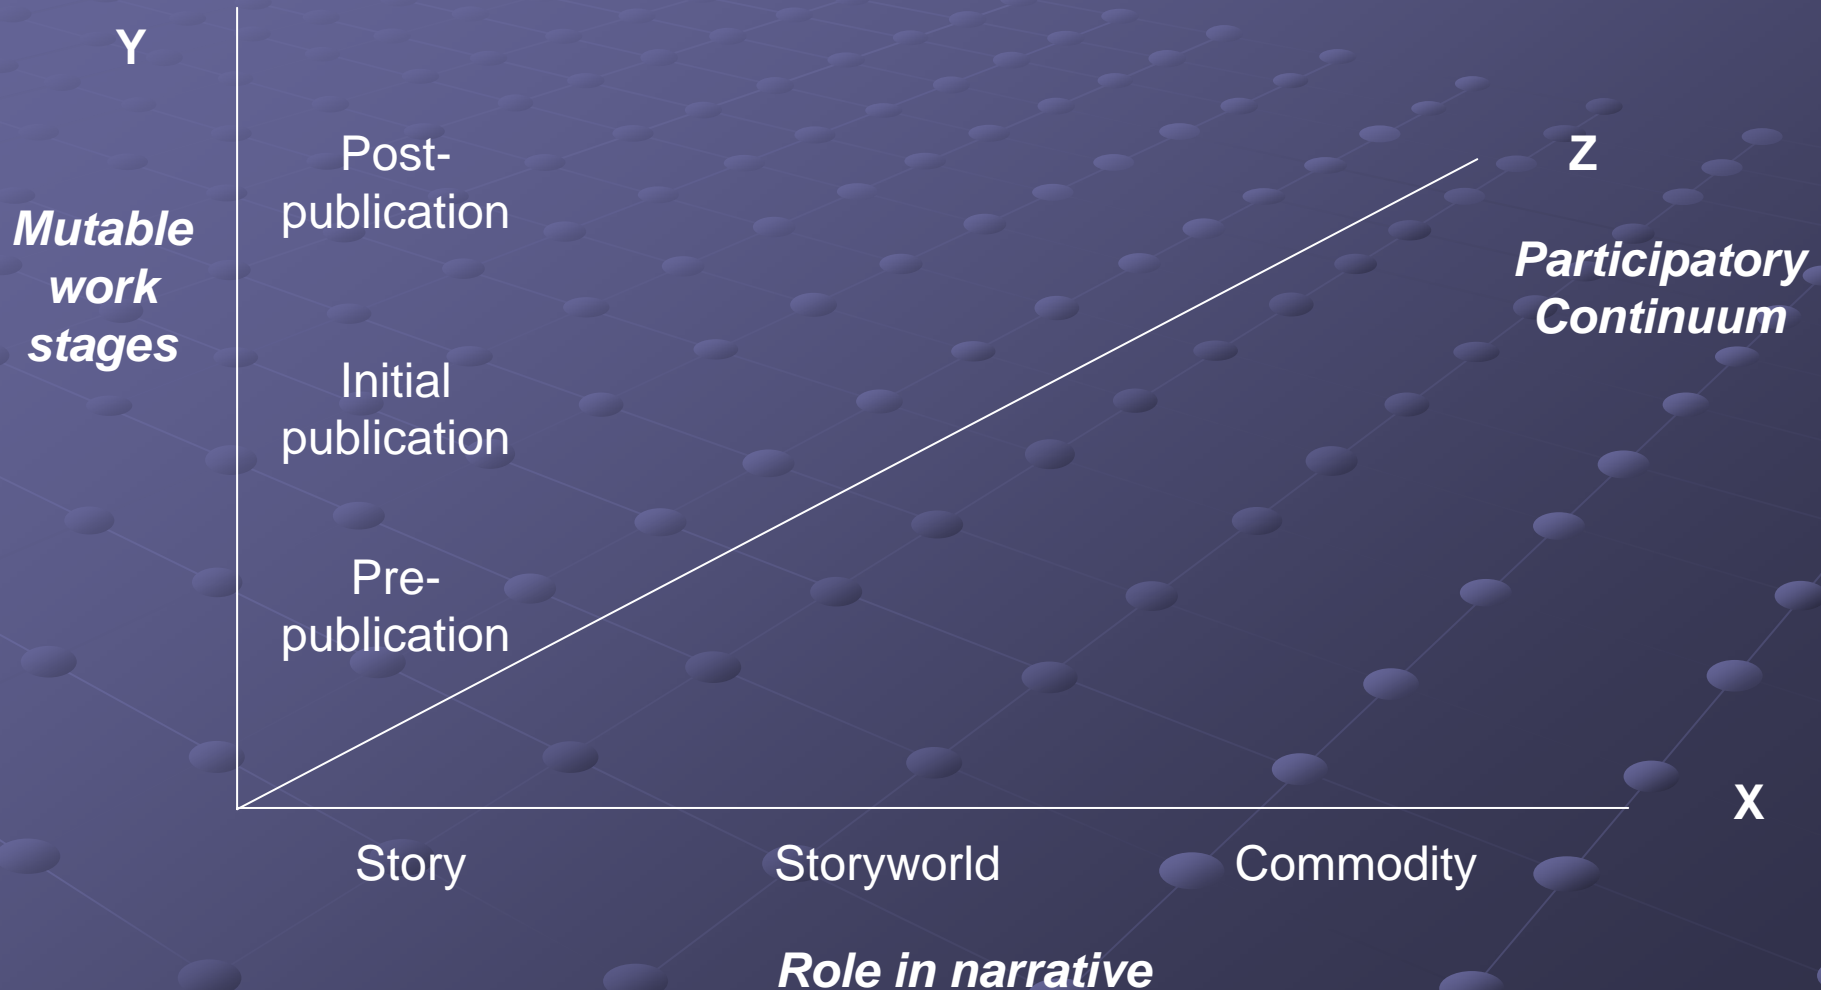 Y
Post-
publication
Z
Mutable
work
stages
Participatory
Continuum
Initial
publication
Pre-
publication
X
Story
Storyworld
Commodity
Role in narrative